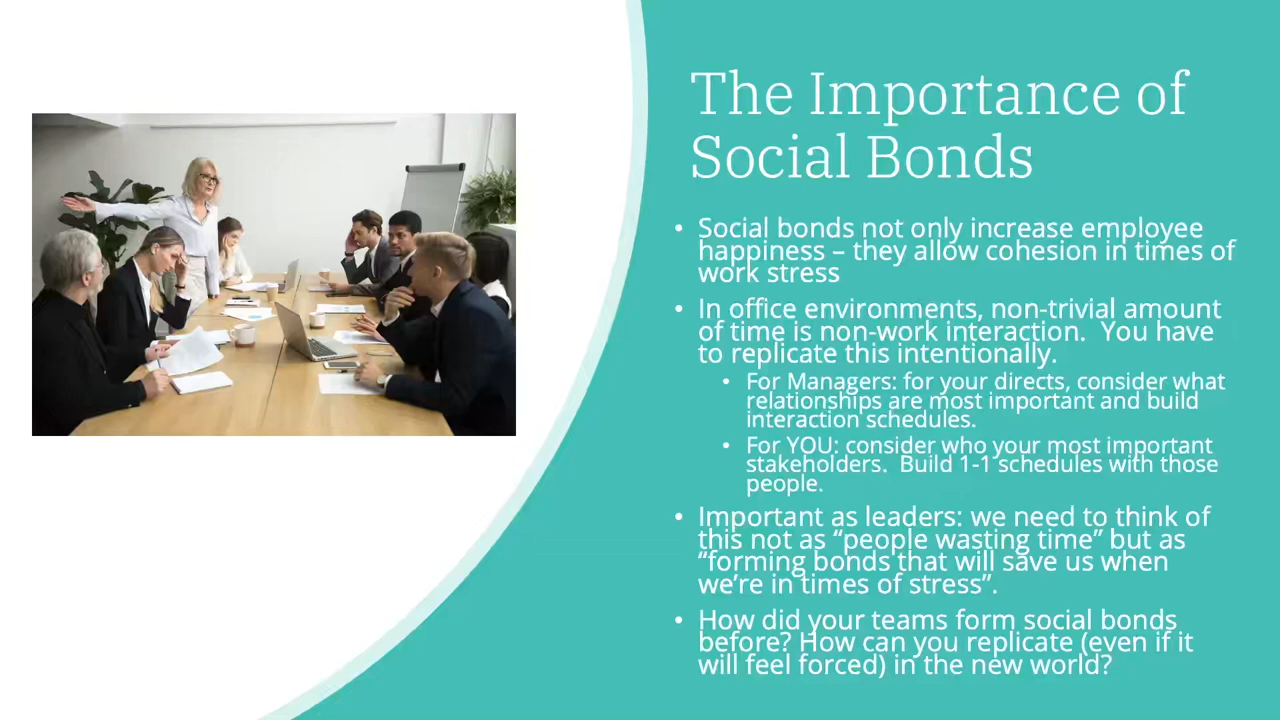 The Importance of
Social Bonds
• Social bonds not only increase employee
happiness – they allow cohesion in times of
work stress
• In office environments, non-trivial amount
of time is non-work interaction.  You have
to replicate this intentionally.
• For Managers: for your directs, consider what
relationships are most important and build
interaction schedules.
• For YOU: consider who your most important
stakeholders.  Build 1-1 schedules with those
people.
• Important as leaders: we need to think of
this not as “people wasting time” but as
“forming bonds that will save us when
we’re in times of stress”.
• How did your teams form social bonds
before? How can you replicate (even if it
will feel forced) in the new world?